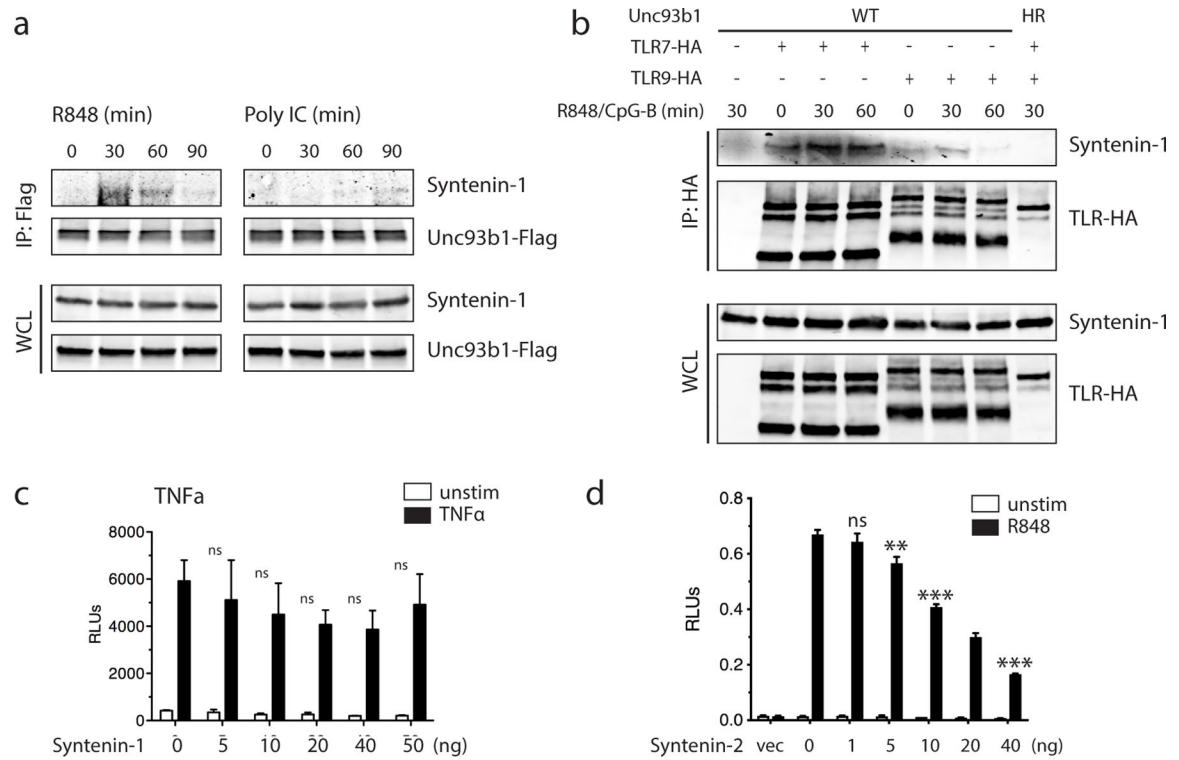 a
R848 (min)
Poly IC (min)
0 30 60 90
0 30 60 90
IP: Flag
Syntenin-1
Unc93b1-Flag
WCL
Syntenin-1
Unc93b1-Flag
b
Unc93b1 WT HR
TLR7-HA - + + + - - - +
TLR9-HA - - - - + + + +
R848/CpG-B (min) 30 0 30 60 0 30 60 30
IP: HA
Syntenin-1
TLR-HA
WCL
Syntenin-1
TLR-HA
c
TNFa
unstim
TNFα
8000
6000
4000
2000
0
RLUs
ns ns ns ns ns
Syntenin-1 0 5 10 20 40 50 (ng)
d
unstim
R848
0.8
0.6
0.4
0.2
0.0
RLUs
ns ** *** ***
Syntenin-2 vec 0 1 5 10 20 40 (ng)